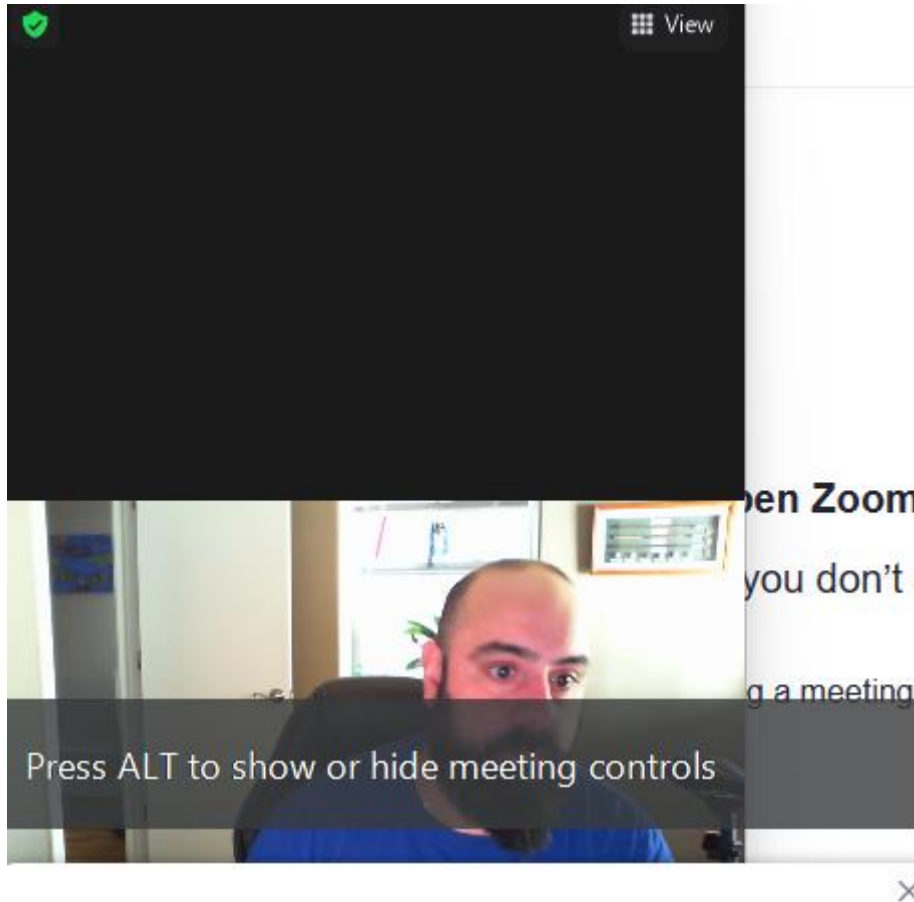 View
pen Zoom
you don’t
g a meeting
Press ALT to show or hide meeting controls